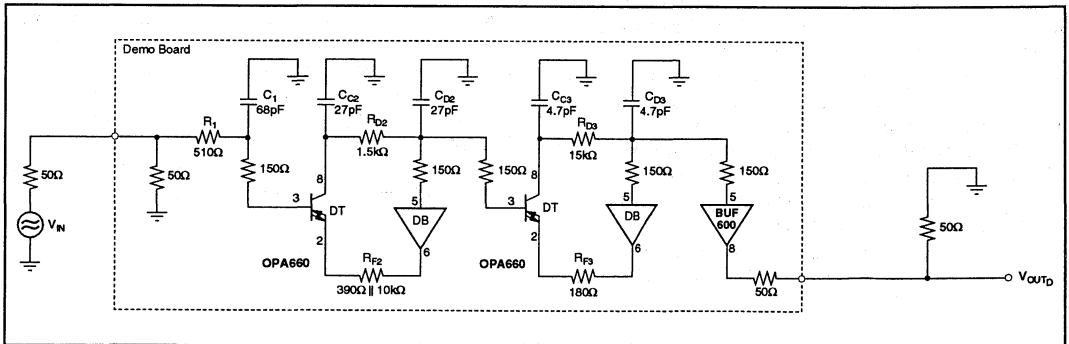 Demo Board
C1
68pF
CC2
27pF
CD2
27pF
CC3
4.7pF
CD3
4.7pF
R1
510Ω
RD2
1.5kΩ
RD3
15kΩ
50Ω
50Ω
150Ω
150Ω
150Ω
150Ω
150Ω
50Ω
VIN
3
8
DT
2
5
DB
6
3
8
DT
2
5
DB
6
5
BUF
600
8
OPA660
RF2
390Ω || 10kΩ
OPA660
RF3
180Ω
50Ω
VOUTD